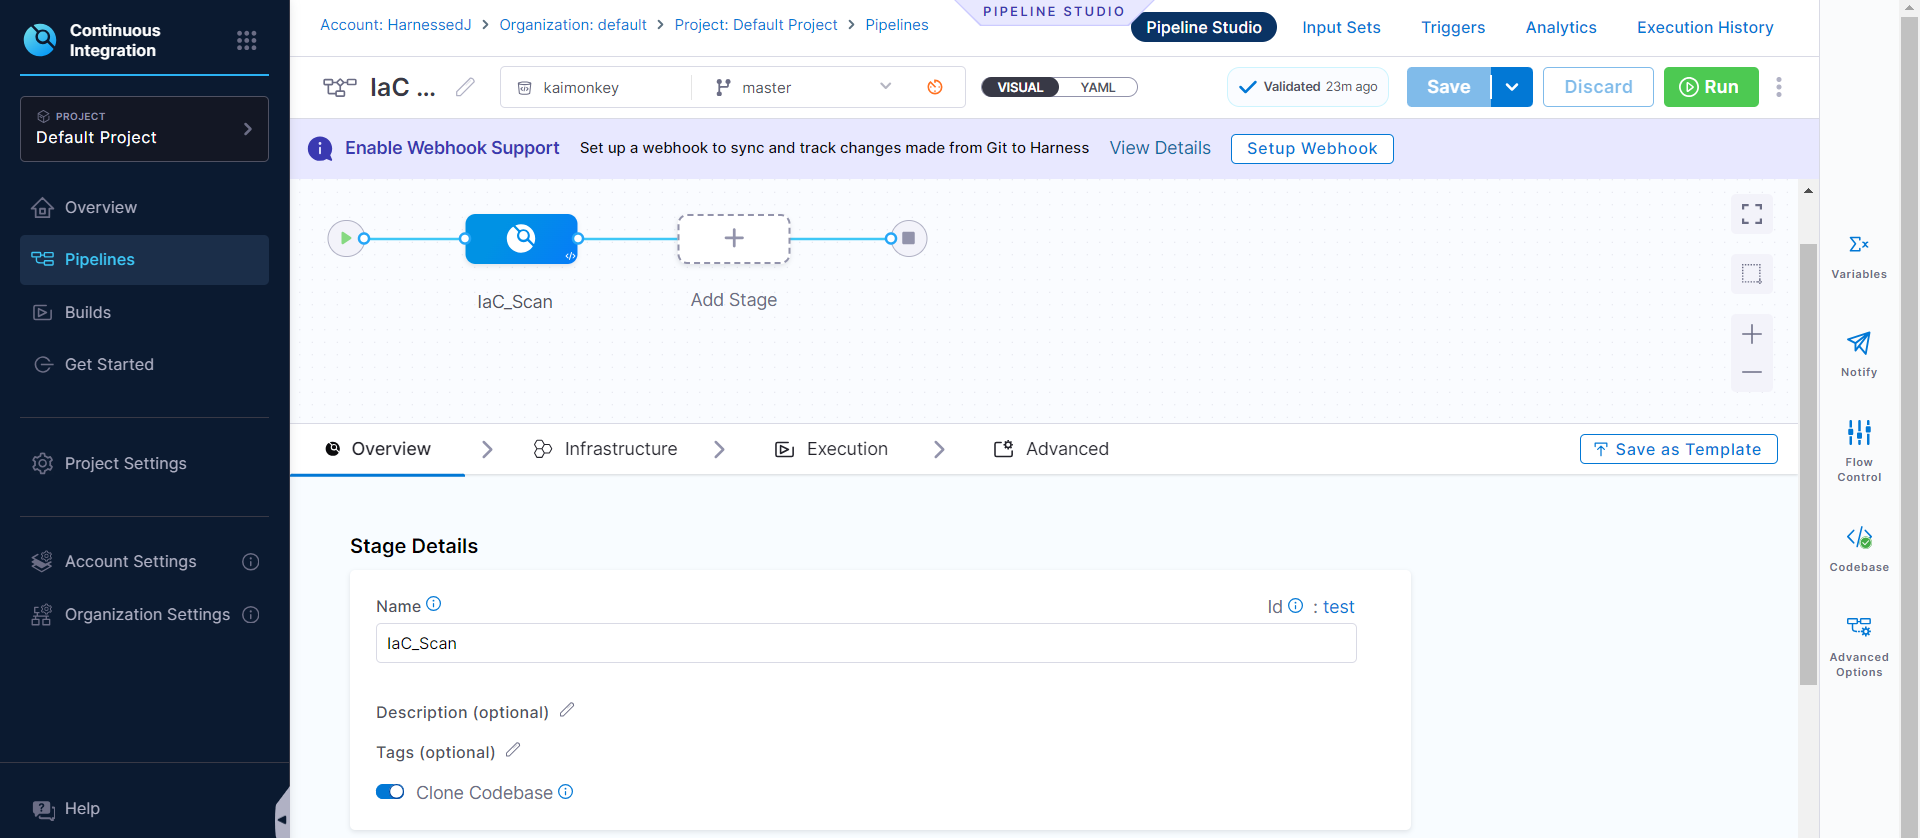 Continuous
Integration
PROJECT
Default Project
Overview
Pipelines
Builds
Get Started
Project Settings
Account Settings
Organization Settings
Help
Account: HarnessedJ > Organization: default > Project: Default Project > Pipelines
PIPELINE STUDIO
Pipeline Studio
Input Sets
Triggers
Analytics
Execution History
IaC ...
kaimonkey
master
VISUAL
YAML
Validated 23m ago
Save
Discard
Run
Enable Webhook Support
Set up a webhook to sync and track changes made from Git to Harness
View Details
Setup Webhook
IaC_Scan
Add Stage
Overview
Infrastructure
Execution
Advanced
Save as Template
Stage Details
Name
Id : test
IaC_Scan
Description (optional)
Tags (optional)
Clone Codebase
Variables
Notify
Flow
Control
Codebase
Advanced
Options